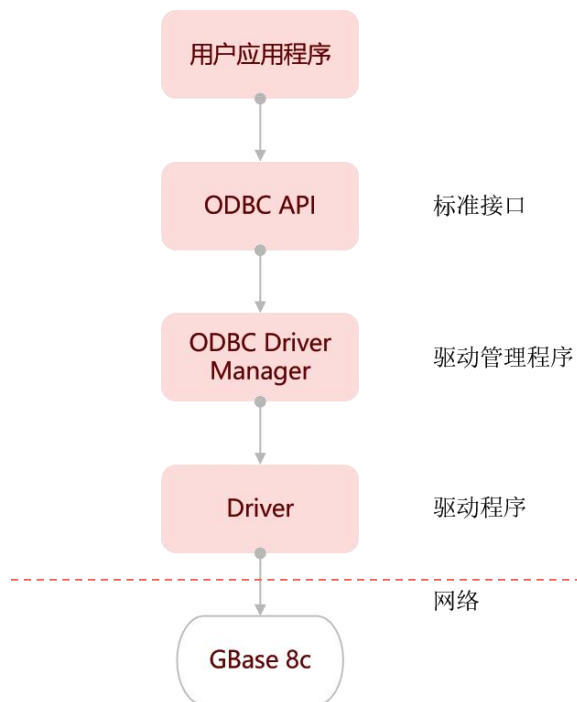 用户应用程序
ODBC API
标准接口
ODBC Driver
Manager
驱动管理程序
Driver
驱动程序
网络
GBase 8c